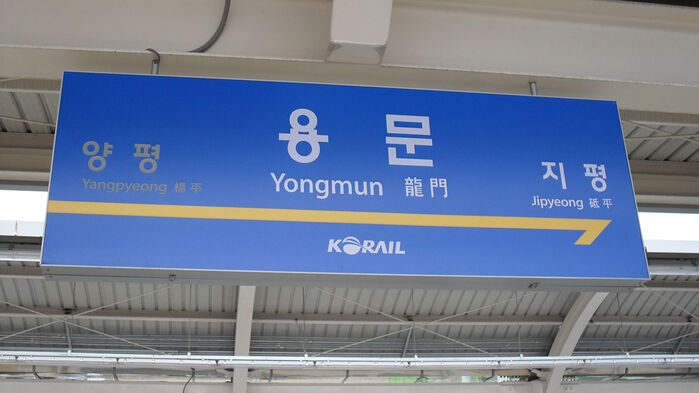 양평
Yangpyeong 楊平
용문
Yongmun 龍門
지평
Jipyeong 砥平
KORAIL